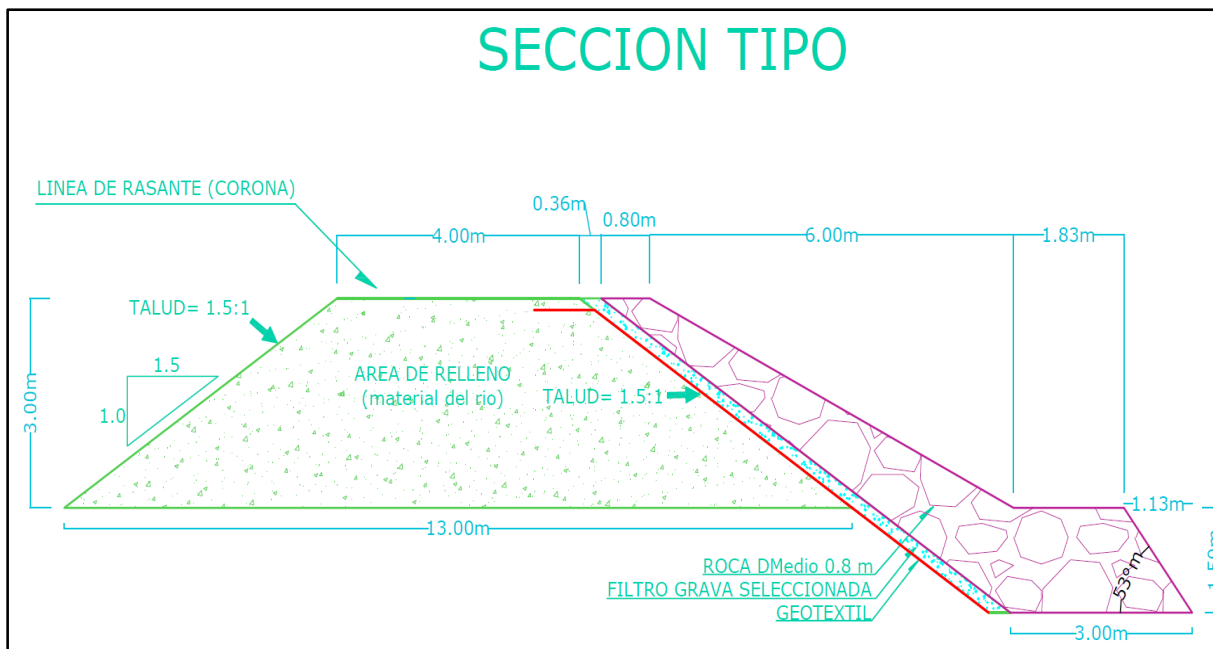 SECCION TIPO
LINEA DE RASANTE (CORONA)
0.36m
0.80m
4.00m
6.00m
1.83m
TALUD= 1.5:1
1.5
1.0
3.00m
AREA DE RELLENO
(material del rio)
TALUD= 1.5:1
13.00m
1.13m
ROCA DMedio 0.8 m
FILTRO GRAVA SELECCIONADA
GEOTEXTIL
53°m
3.00m